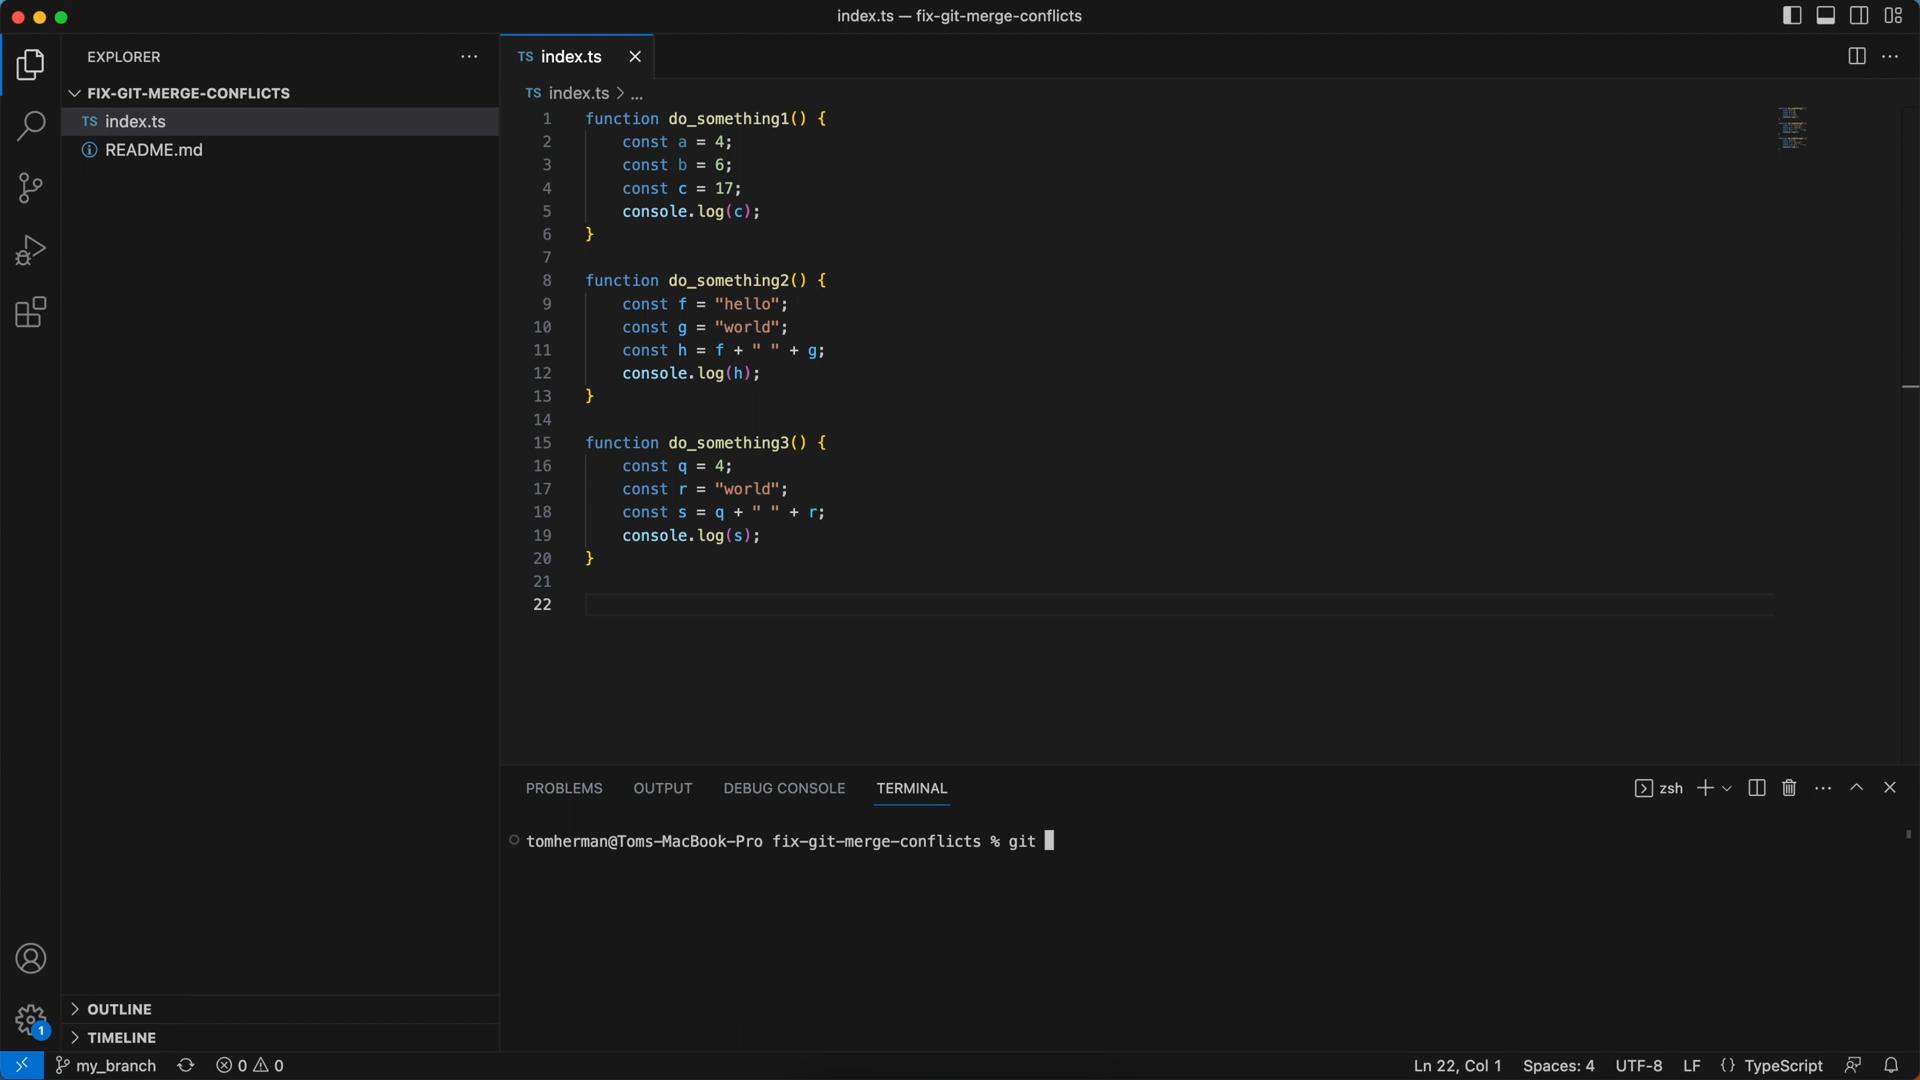 index.ts — fix-git-merge-conflicts
EXPLORER
FIX-GIT-MERGE-CONFLICTS
TS index.ts
README.md
OUTLINE
TIMELINE
1
TS index.ts
TS index.ts > ...
1 function do_something1() {
2 const a = 4;
3 const b = 6;
4 const c = 17;
5 console.log(c);
6 }
7
8 function do_something2() {
9 const f = "hello";
10 const g = "world";
11 const h = f + " " + g;
12 console.log(h);
13 }
14
15 function do_something3() {
16 const q = 4;
17 const r = "world";
18 const s = q + " " + r;
19 console.log(s);
20 }
21
22
PROBLEMS OUTPUT DEBUG CONSOLE TERMINAL zsh
tomherman@Toms-MacBook-Pro fix-git-merge-conflicts % git
my_branch 0 0 Ln 22, Col 1 Spaces: 4 UTF-8 LF {} TypeScript